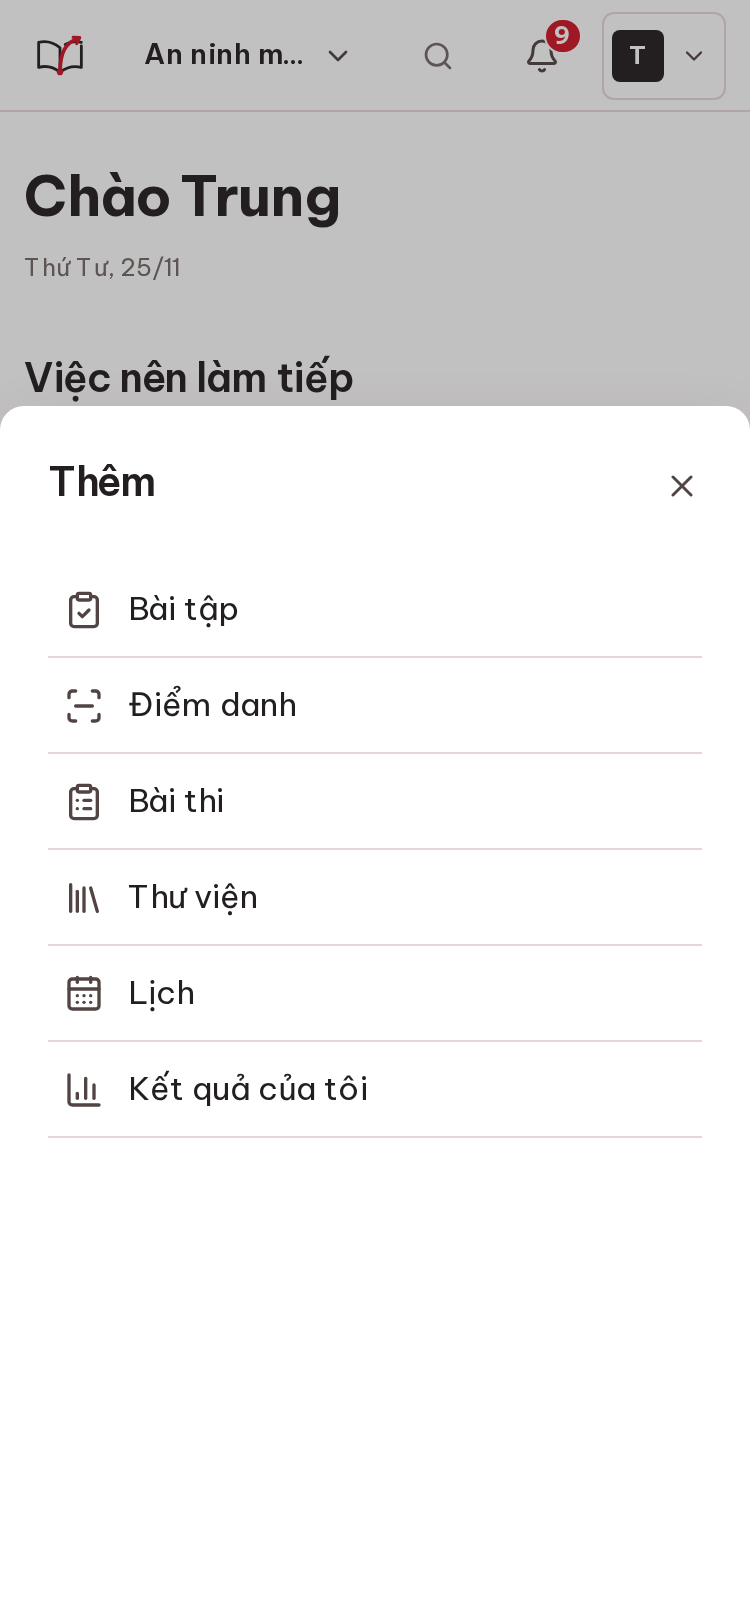 An ninh m...
9
T
Chào Trung
Thứ Tư, 25/11
Việc nên làm tiếp
Thêm
Bài tập
Điểm danh
Bài thi
Thư viện
Lịch
Kết quả của tôi